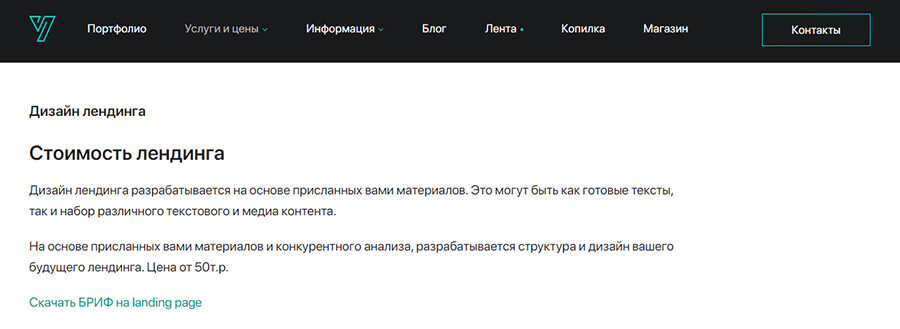 Портфолио Услуги и цены Информация Блог Лента Копилка Магазин Контакты
Дизайн лендинга
Стоимость лендинга
Дизайн лендинга разрабатывается на основе присланных вами материалов. Это могут быть как готовые тексты,
так и набор различного текстового и медиа контента.
На основе присланных вами материалов и конкурентного анализа, разрабатывается структура и дизайн вашего
будущего лендинга. Цена от 50т.р.
Скачать БРИФ на landing page